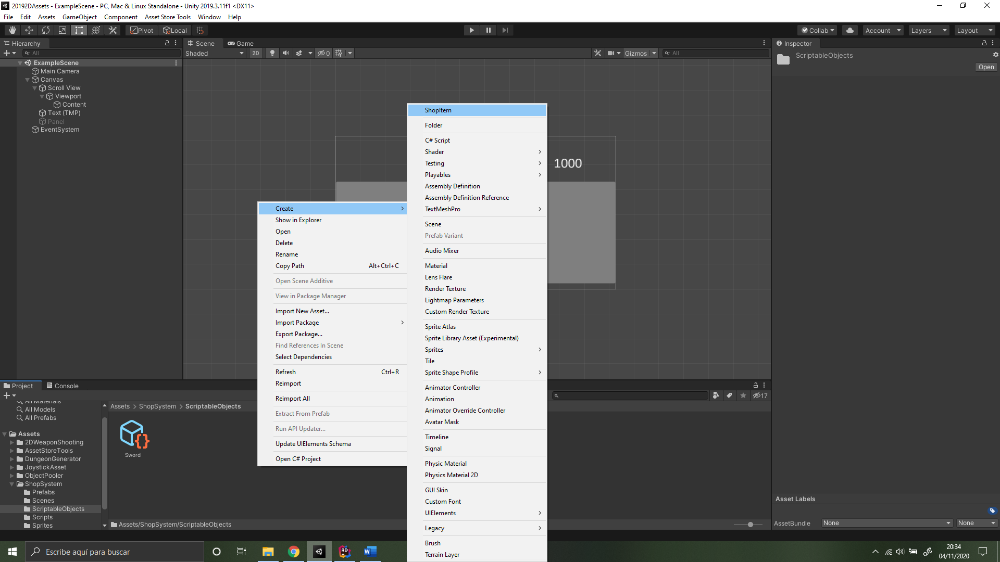 20192DAssets - ExampleScene - PC, Mac & Linux Standalone - Unity 2019.3.11f1 <DX11>
File Edit Assets GameObject Component Asset Store Tools Window Help
Pivot Local Collab Account Layers Layout
Hierarchy
All
ExampleScene
Main Camera
Canvas
Scroll View
Viewport
Content
Text (TMP)
Panel
EventSystem
Scene Game
Shaded 2D 0 Gizmos All
1000
Inspector
ScriptableObjects
Open
Create
Show in Explorer
Open
Delete
Rename
Copy Path Alt+Ctrl+C
Open Scene Additive
View in Package Manager
Import New Asset...
Import Package
Export Package...
Find References In Scene
Select Dependencies
Refresh Ctrl+R
Reimport
Reimport All
Extract From Prefab
Run API Updater...
Update UIElements Schema
Open C# Project
ShopItem
Folder
C# Script
Shader
Testing
Playables
Assembly Definition
Assembly Definition Reference
TextMeshPro
Scene
Prefab Variant
Audio Mixer
Material
Lens Flare
Render Texture
Lightmap Parameters
Custom Render Texture
Sprite Atlas
Sprite Library Asset (Experimental)
Sprites
Tile
Sprite Shape Profile
Animator Controller
Animation
Animator Override Controller
Avatar Mask
Timeline
Signal
Physic Material
Physics Material 2D
GUI Skin
Custom Font
UIElements
Legacy
Brush
Terrain Layer
Project Console
17
All Materials
All Models
All Prefabs
Assets
2DWeaponShooting
AssetStoreTools
DungeonGenerator
JoystickAsset
ObjectPooler
ShopSystem
Prefabs
Scenes
ScriptableObjects
Scripts
Sprites
Assets > ShopSystem > ScriptableObjects
Sword
Assets/ShopSystem/ScriptableObjects
Asset Labels
AssetBundle None None
Escribe aquí para buscar
RD
W
20:34
04/11/2020